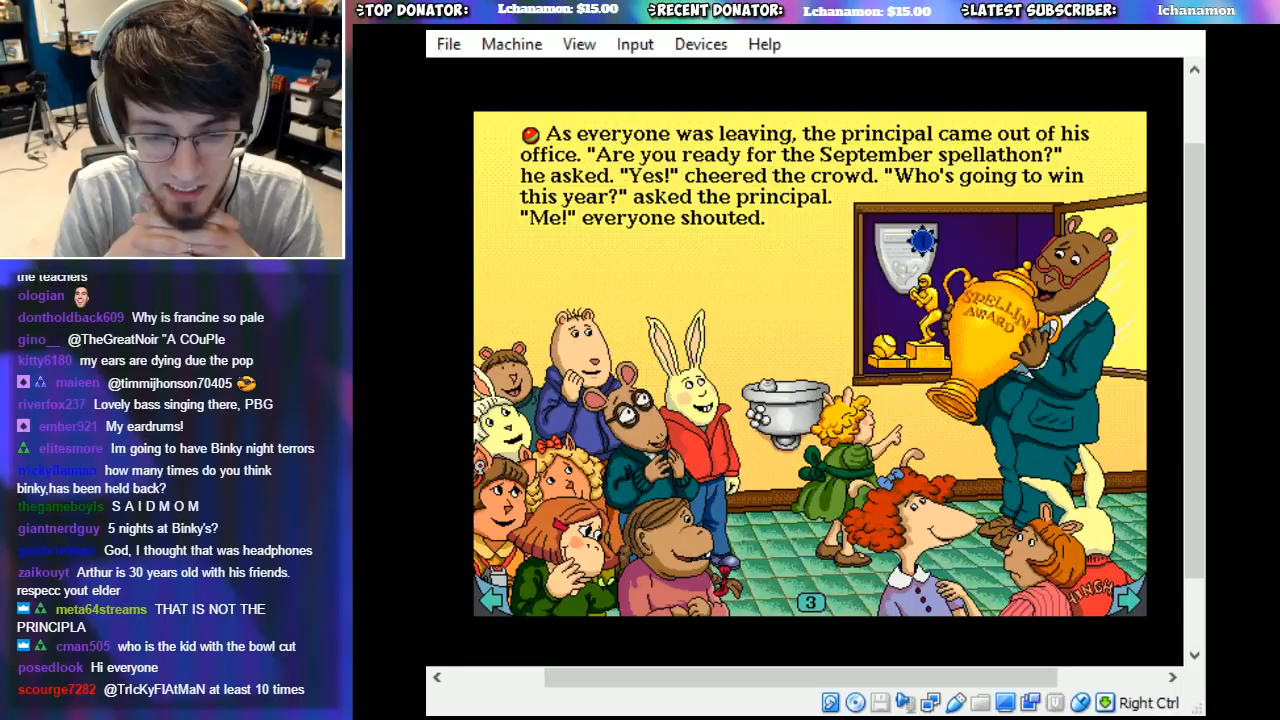 TOP DONATOR: Lchanamon: $15.00 RECENT DONATOR: Lchanamon: $15.00 LATEST SUBSCRIBER: lchanamon
File Machine View Input Devices Help
As everyone was leaving, the principal came out of his
office. "Are you ready for the September spellathon?"
he asked. "Yes!" cheered the crowd. "Who's going to win
this year?" asked the principal.
"Me!" everyone shouted.
SPELLIN
AWARD
3
Right Ctrl
the teachers
ologian
dontholdback609 Why is francine so pale
gino__ @TheGreatNoir "A COuPle
kitty6180 my ears are dying due the pop
maieen @timmijhonson70405
riverfox237 Lovely bass singing there, PBG
ember921 My eardrums!
elitesmore Im going to have Binky night terrors
how many times do you think
binky,has been held back?
thegameboyls S A I D M O M
giantnerdguy 5 nights at Binky's?
God, I thought that was headphones
zaikouyt Arthur is 30 years old with his friends.
respecc yout elder
meta64streams THAT IS NOT THE
PRINCIPLA
cman505 who is the kid with the bowl cut
posedlook Hi everyone
scourge7282 @TrIcKyFlAtMaN at least 10 times